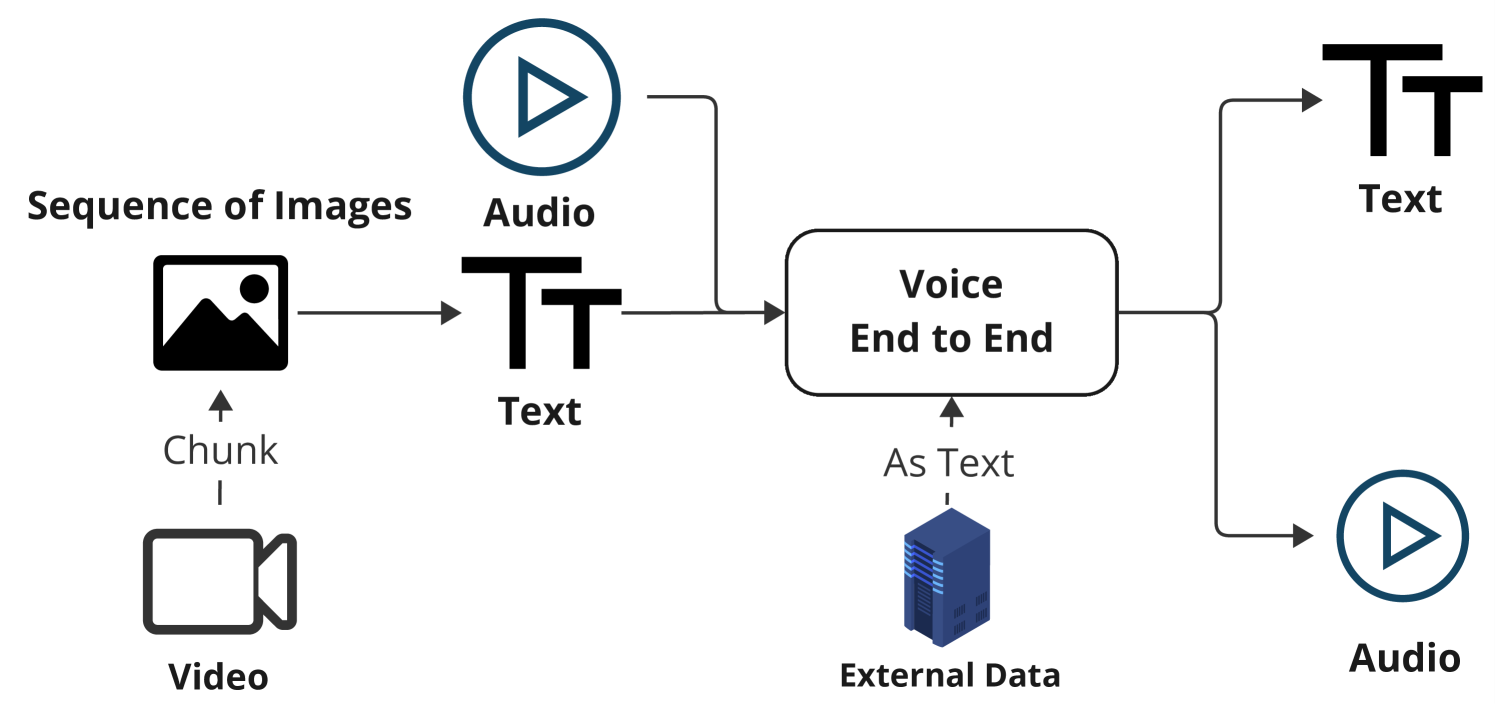 Sequence of Images
Audio
Text
Chunk
Video
Voice
End to End
As Text
External Data
Text
Audio